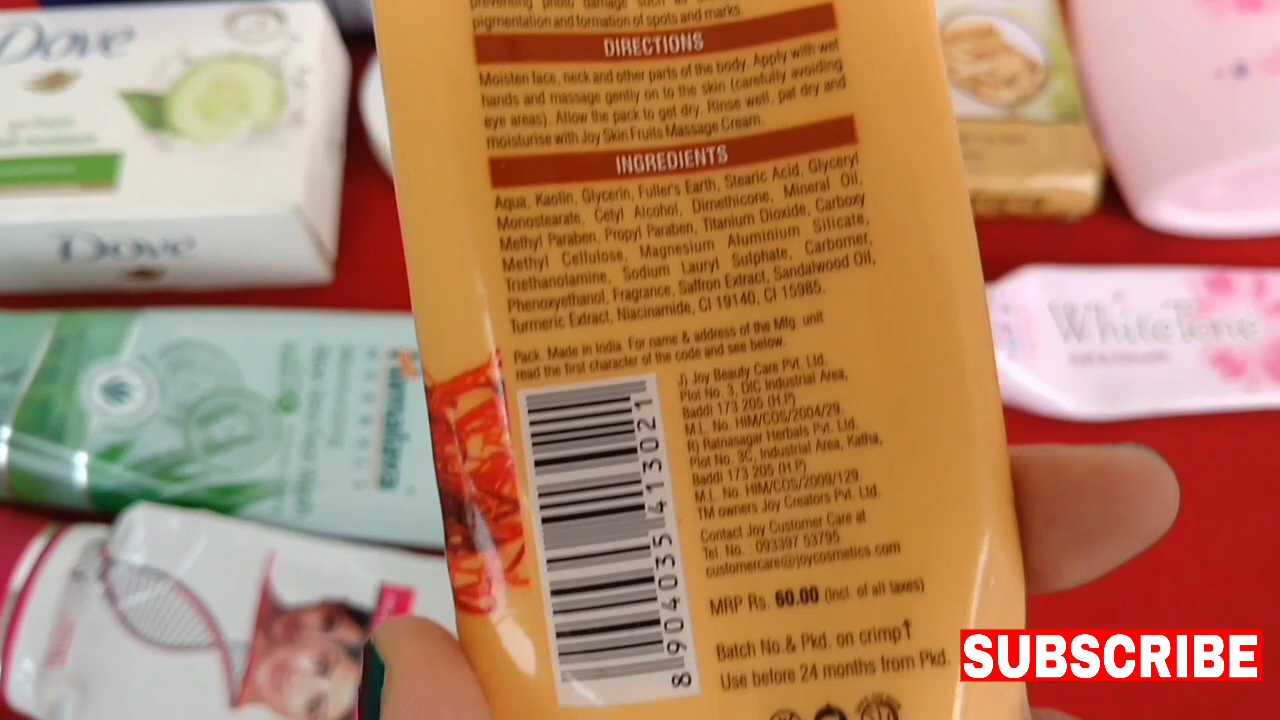 pigmentation and formation of spots and marks.
DIRECTIONS
Moisten face, neck and other parts of the body. Apply with wet
hands and massage gently on to the skin (carefully avoiding
eye areas). Allow the pack to get dry. Rinse well, pat dry and
moisturise with Joy Skin Fruits Massage Cream.
INGREDIENTS
Aqua, Kaolin, Glycerin, Fuller's Earth, Stearic Acid, Glyceryl
Monostearate, Cetyl Alcohol, Dimethicone, Mineral Oil,
Methyl Paraben, Propyl Paraben, Titanium Dioxide, Carboxy
Methyl Cellulose, Magnesium Aluminium Silicate,
Triethanolamine, Sodium Lauryl Sulphate, Carbomer,
Phenoxyethanol, Fragrance, Saffron Extract, Sandalwood Oil,
Turmeric Extract, Niacinamide, CI 19140, CI 15985.
Pack. Made in India. For name & address of the Mfg. unit
read the first character of the code and see below.
J) Joy Beauty Care Pvt. Ltd.
Plot No. 3, DIC Industrial Area,
Baddi 173 205 (H.P)
M.L. No. HIM/COS/2004/29.
R) Ratnasagar Herbals Pvt. Ltd.
Plot No. 3C, Industrial Area, Katha,
Baddi 173 205 (H.P)
M.L. No. HIM/COS/2009/129.
TM owners Joy Creators Pvt. Ltd.
Contact Joy Customer Care at
Tel. No. : 093397 53795
customercare@joycosmetics.com
MRP Rs. 60.00 (Incl. of all taxes)
Batch No.& Pkd. on crimp↑
Use before 24 months from Pkd.
8 904035 413021
Dove
Dove
WhiteTone
SUBSCRIBE